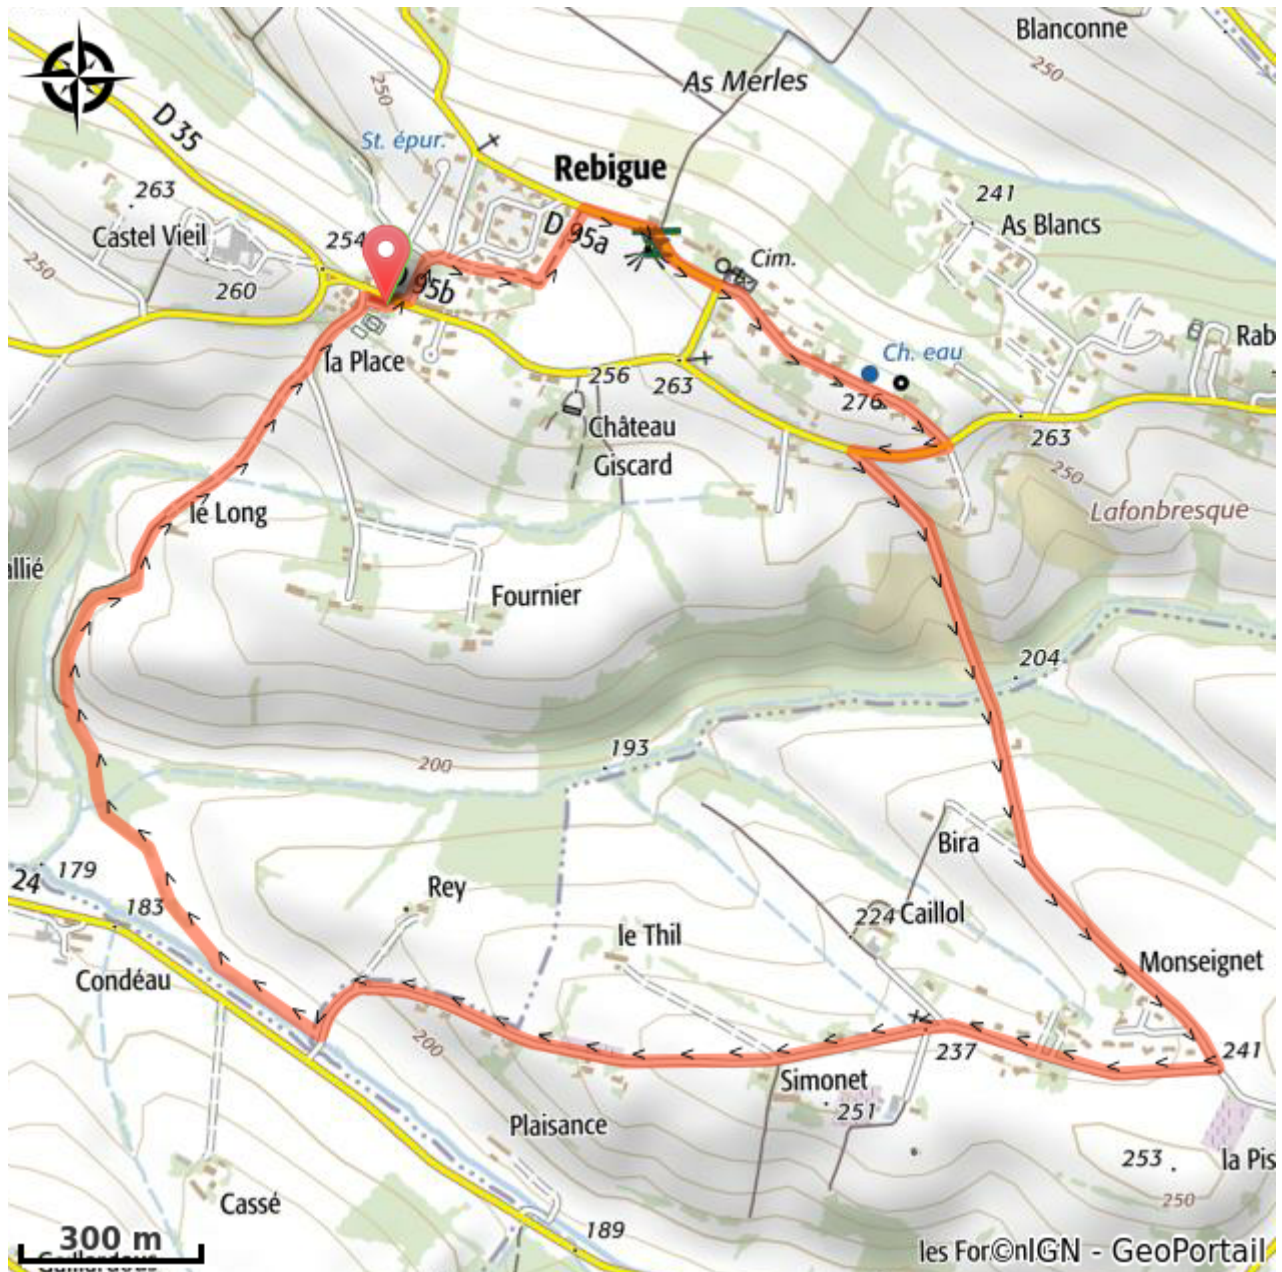 Blanconne
250
As Merles
250
D 35
St. épur.
Rebigue
263
241
Castel Vieil
254
D 95a
As Blancs
Cim.
250
260
95b
Rab
la Place
Ch. eau
256
263
276
263
Château
Giscard
250
lé Long
Lafonbresque
allié
Fournier
204
193
200
Bira
179
24
183
Rey
224
Caillol
le Thil
Condéau
Monseignet
200
237
241
Simonet
251
Plaisance
253
la Pis
250
Cassé
189
300 m
les For
©nIGN - GeoPortail